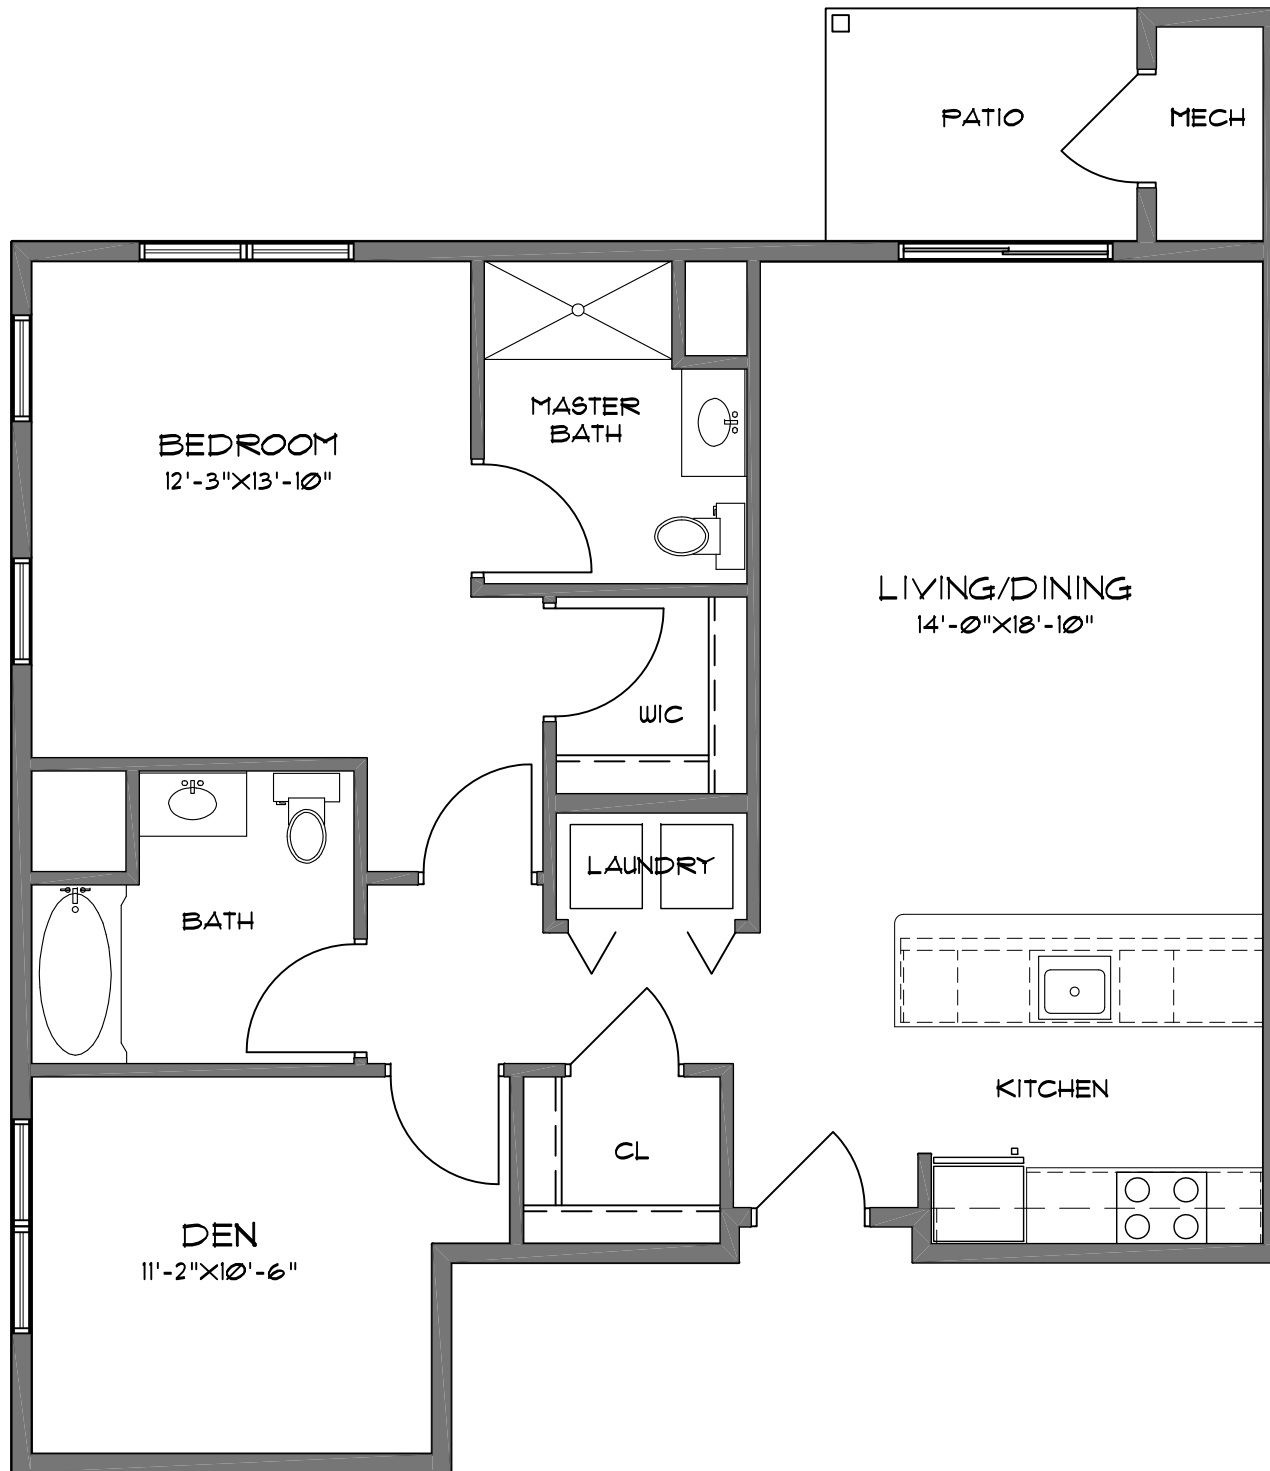 PATIO
MECH
MASTER
BATH
BEDROOM
12'-3"X13'-10"
LIVING/DINING
14'-0"X18'-10"
WIC
LAUNDRY
BATH
KITCHEN
CL
DEN
11'-2"X10'-6"